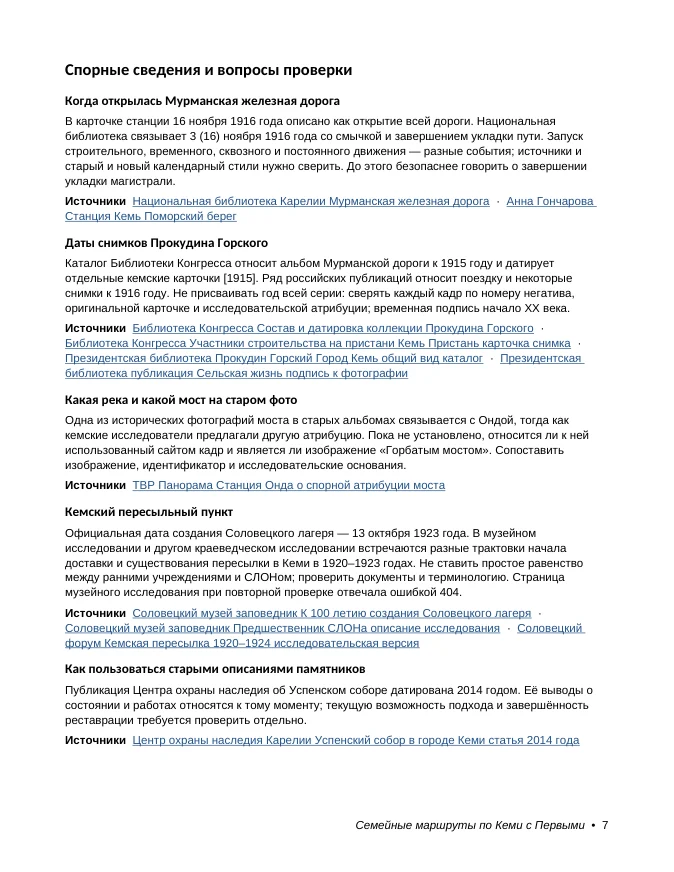 Спорные сведения и вопросы проверки
Когда открылась Мурманская железная дорога
В карточке станции 16 ноября 1916 года описано как открытие всей дороги. Национальная
библиотека связывает 3 (16) ноября 1916 года со смычкой и завершением укладки пути. Запуск
строительного, временного, сквозного и постоянного движения — разные события; источники и
старый и новый календарный стили нужно сверить. До этого безопаснее говорить о завершении
укладки магистрали.
Источники Национальная библиотека Карелии Мурманская железная дорога · Анна Гончарова
Станция Кемь Поморский берег
Даты снимков Прокудина Горского
Каталог Библиотеки Конгресса относит альбом Мурманской дороги к 1915 году и датирует
отдельные кемские карточки [1915]. Ряд российских публикаций относит поездку и некоторые
снимки к 1916 году. Не присваивать год всей серии: сверять каждый кадр по номеру негатива,
оригинальной карточке и исследовательской атрибуции; временная подпись начало XX века.
Источники Библиотека Конгресса Состав и датировка коллекции Прокудина Горского ·
Библиотека Конгресса Участники строительства на пристани Кемь Пристань карточка снимка ·
Президентская библиотека Прокудин Горский Город Кемь общий вид каталог · Президентская
библиотека публикация Сельская жизнь подпись к фотографии
Какая река и какой мост на старом фото
Одна из исторических фотографий моста в старых альбомах связывается с Ондой, тогда как
кемские исследователи предлагали другую атрибуцию. Пока не установлено, относится ли к ней
использованный сайтом кадр и является ли изображение «Горбатым мостом». Сопоставить
изображение, идентификатор и исследовательские основания.
Источники ТВР Панорама Станция Онда о спорной атрибуции моста
Кемский пересыльный пункт
Официальная дата создания Соловецкого лагеря — 13 октября 1923 года. В музейном
исследовании и другом краеведческом исследовании встречаются разные трактовки начала
доставки и существования пересылки в Кеми в 1920–1923 годах. Не ставить простое равенство
между ранними учреждениями и СЛОНом; проверить документы и терминологию. Страница
музейного исследования при повторной проверке отвечала ошибкой 404.
Источники Соловецкий музей заповедник К 100 летию создания Соловецкого лагеря ·
Соловецкий музей заповедник Предшественник СЛОНа описание исследования · Соловецкий
форум Кемская пересылка 1920–1924 исследовательская версия
Как пользоваться старыми описаниями памятников
Публикация Центра охраны наследия об Успенском соборе датирована 2014 годом. Её выводы о
состоянии и работах относятся к тому моменту; текущую возможность подхода и завершённость
реставрации требуется проверить отдельно.
Источники Центр охраны наследия Карелии Успенский собор в городе Кеми статья 2014 года
Семейные маршруты по Кеми с Первыми • 7